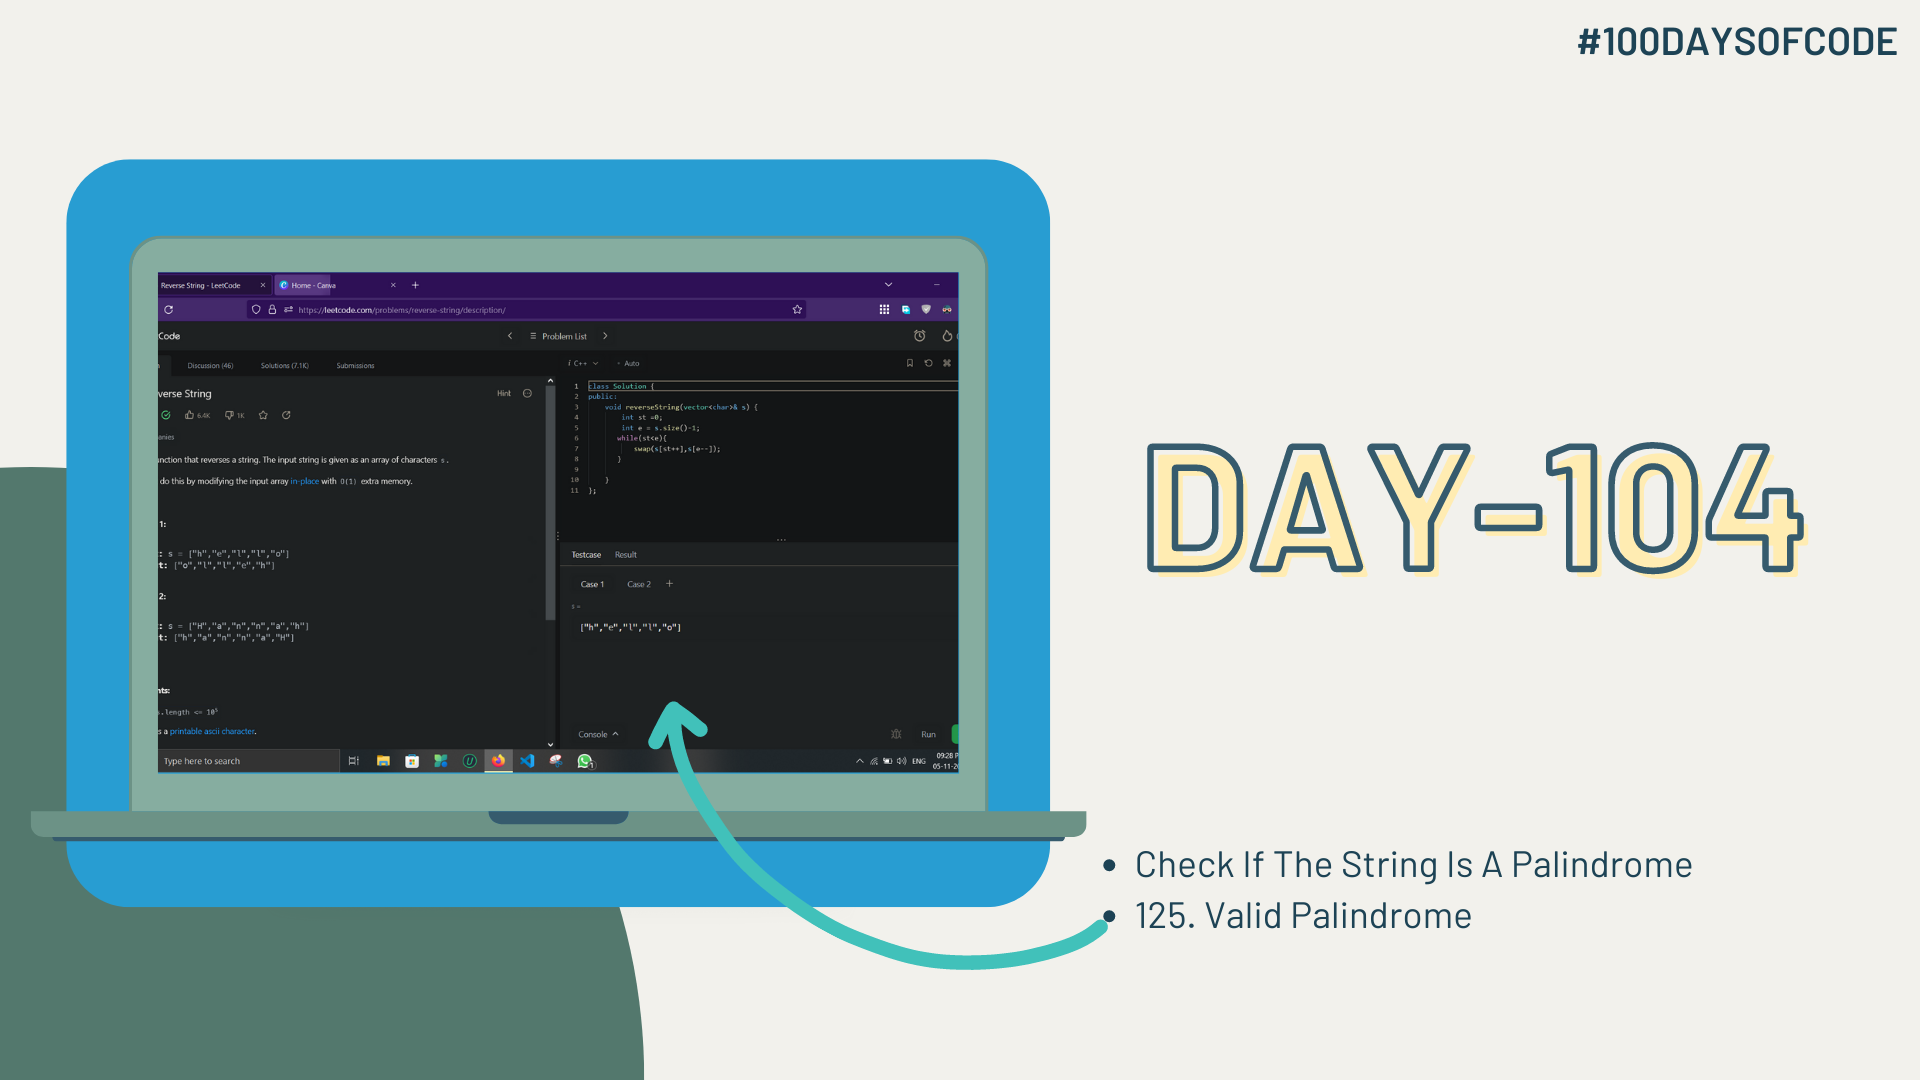 #100DAYSOFCODE
Reverse String - LeetCode
Home - Canva
https://leetcode.com/problems/reverse-string/description/
Code
Problem List
Discussion (46)
Solutions (7.1K)
Submissions
verse String
Hint
6.4K
1K
anies
nction that reverses a string. The input string is given as an array of characters s.
do this by modifying the input array in-place with O(1) extra memory.
1:
: s = ["h","e","l","l","o"]
t: ["o","l","l","e","h"]
2:
: s = ["H","a","n","n","a","h"]
t: ["h","a","n","n","a","H"]
nts:
.length <= 10⁵
s a printable ascii character.
i C++
Auto
1 class Solution {
2 public:
3 void reverseString(vector<char>& s) {
4 int st =0;
5 int e = s.size()-1;
6 while(st<e){
7 swap(s[st++],s[e--]);
8 }
9
10 }
11 };
Testcase
Result
Case 1
Case 2
s =
["h","e","l","l","o"]
Console
Run
Type here to search
ENG
09:28 P
05-11-20
DAY-104
• Check If The String Is A Palindrome
• 125. Valid Palindrome